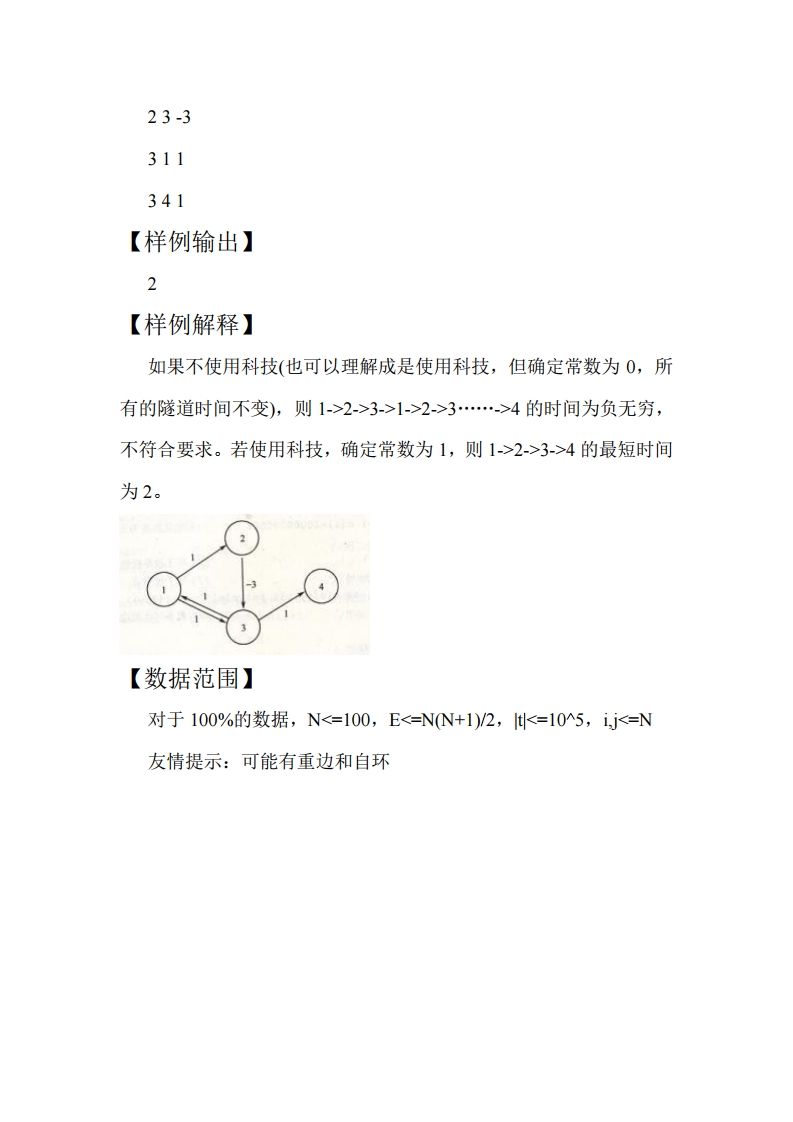 2 3 -3
3 1 1
3 4 1
【样例输出】
2
【样例解释】
如果不使用科技(也可以理解成是使用科技，但确定常数为 0，所
有的隧道时间不变)，则 1->2->3->1->2->3……->4 的时间为负无穷，
不符合要求。若使用科技，确定常数为 1，则 1->2->3->4 的最短时间
为 2。
2
1
-3
4
1
1
1
1
3
【数据范围】
对于 100%的数据，N<=100，E<=N(N+1)/2，|t|<=10^5，i,j<=N
友情提示：可能有重边和自环